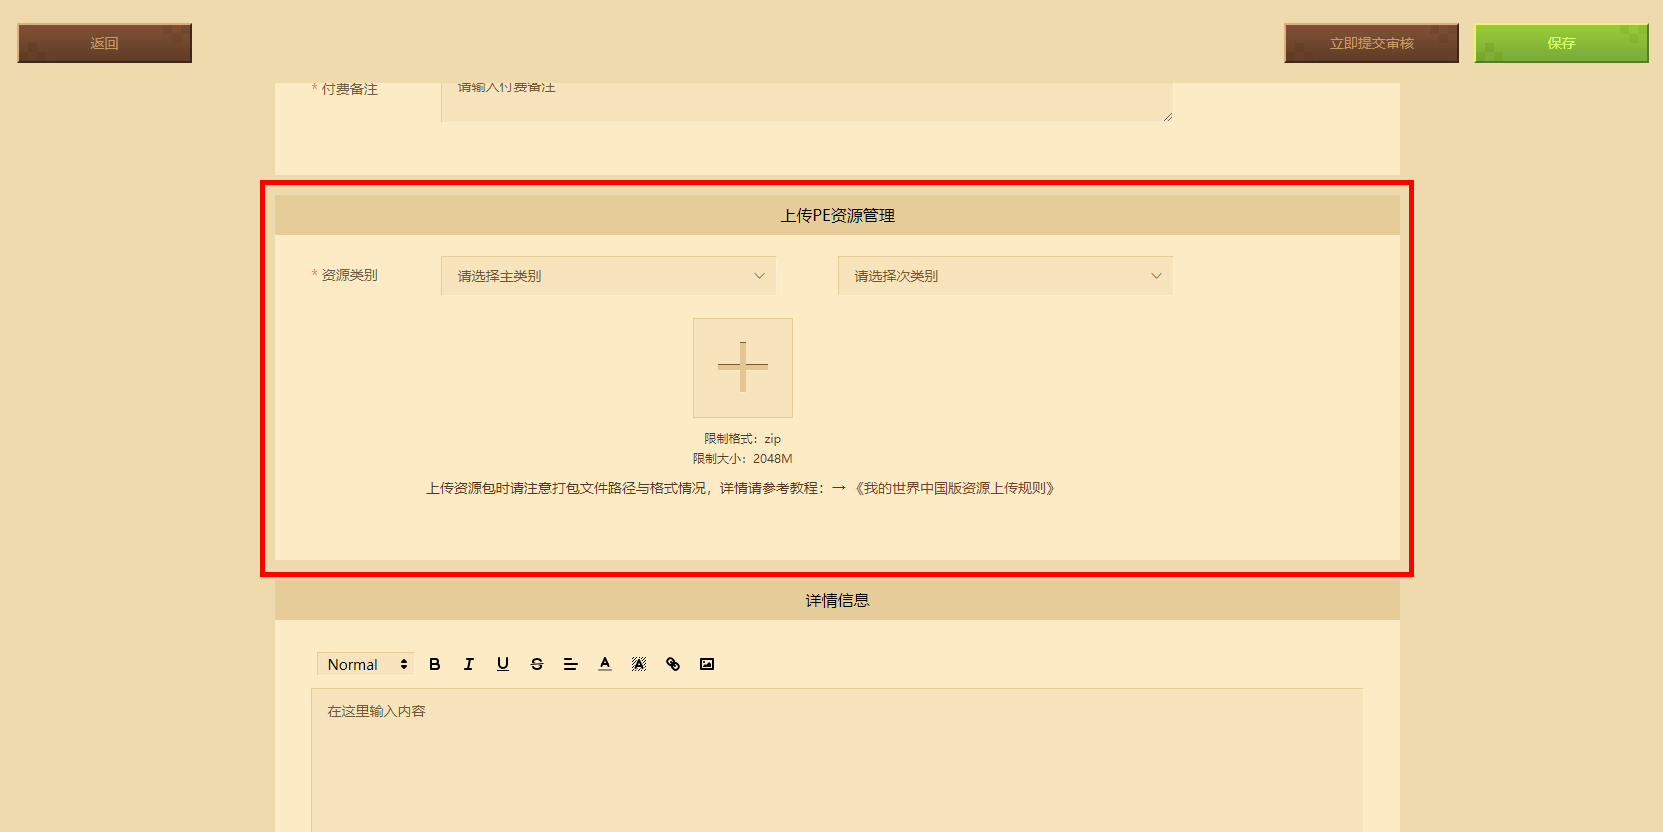 返回
立即提交审核
保存
* 付费备注
请输入付费备注
上传PE资源管理
* 资源类别
请选择主类别
请选择次类别
限制格式：zip
限制大小：2048M
上传资源包时请注意打包文件路径与格式情况，详情请参考教程：→《我的世界中国版资源上传规则》
详情信息
Normal
在这里输入内容